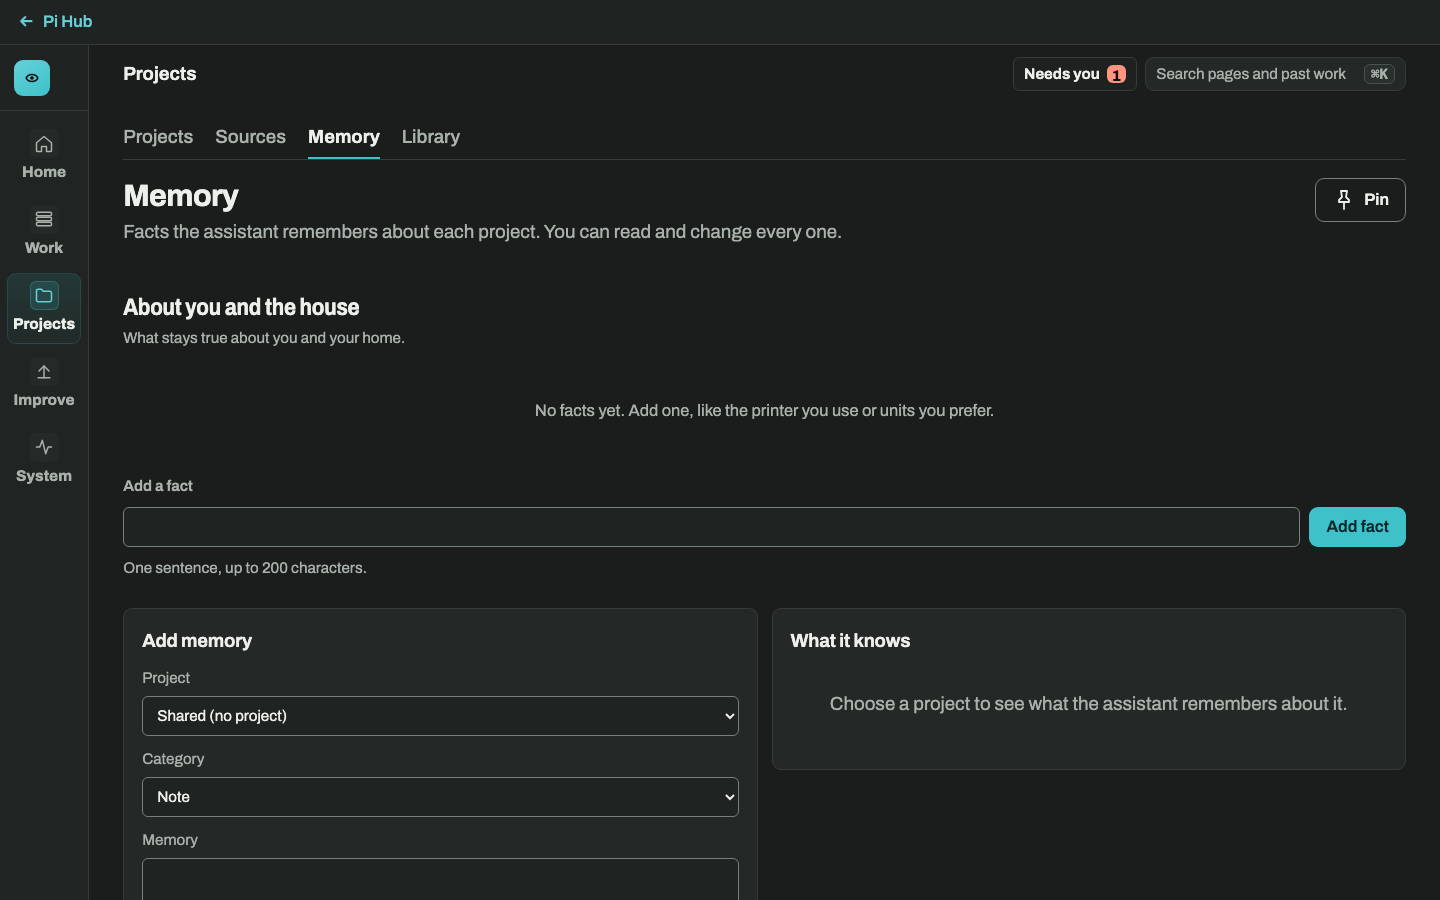 Pi Hub
Projects
Needs you 1
Search pages and past work ⌘K
Home
Work
Projects
Improve
System
Projects Sources Memory Library
Memory
Pin
Facts the assistant remembers about each project. You can read and change every one.
About you and the house
What stays true about you and your home.
No facts yet. Add one, like the printer you use or units you prefer.
Add a fact
Add fact
One sentence, up to 200 characters.
Add memory
Project
Shared (no project)
Category
Note
Memory
What it knows
Choose a project to see what the assistant remembers about it.